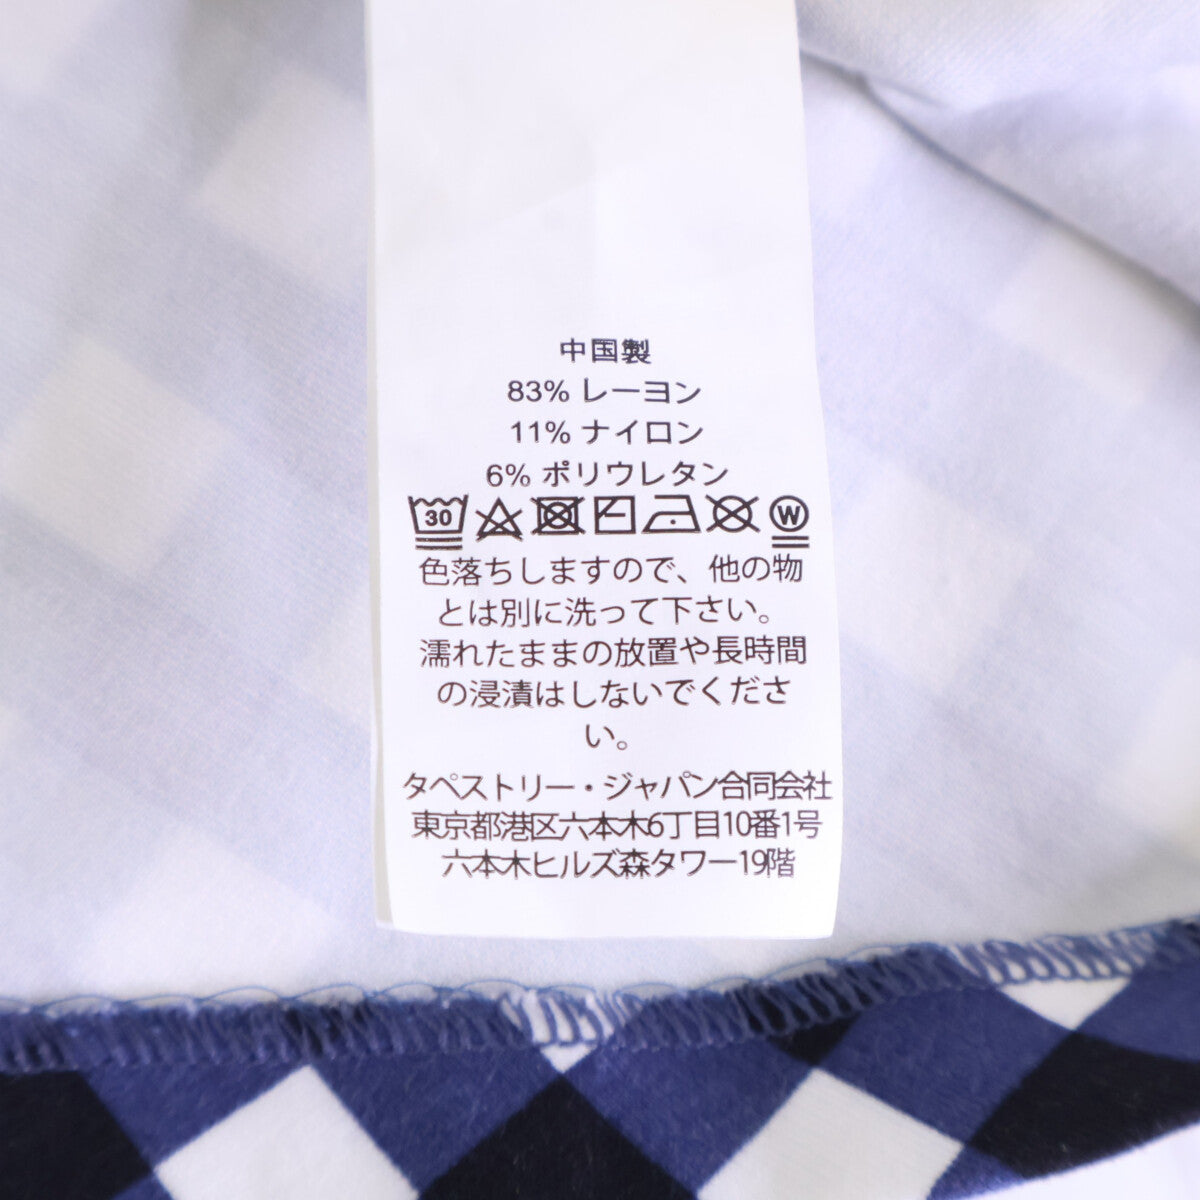 中国製
83% レーヨン
11% ナイロン
6% ポリウレタン
30 W
色落ちしますので、他の物
とは別に洗って下さい。
濡れたままの放置や長時間
の浸漬はしないでくださ
い。
タペストリー・ジャパン合同会社
東京都港区六本木6丁目10番1号
六本木ヒルズ森タワー19階